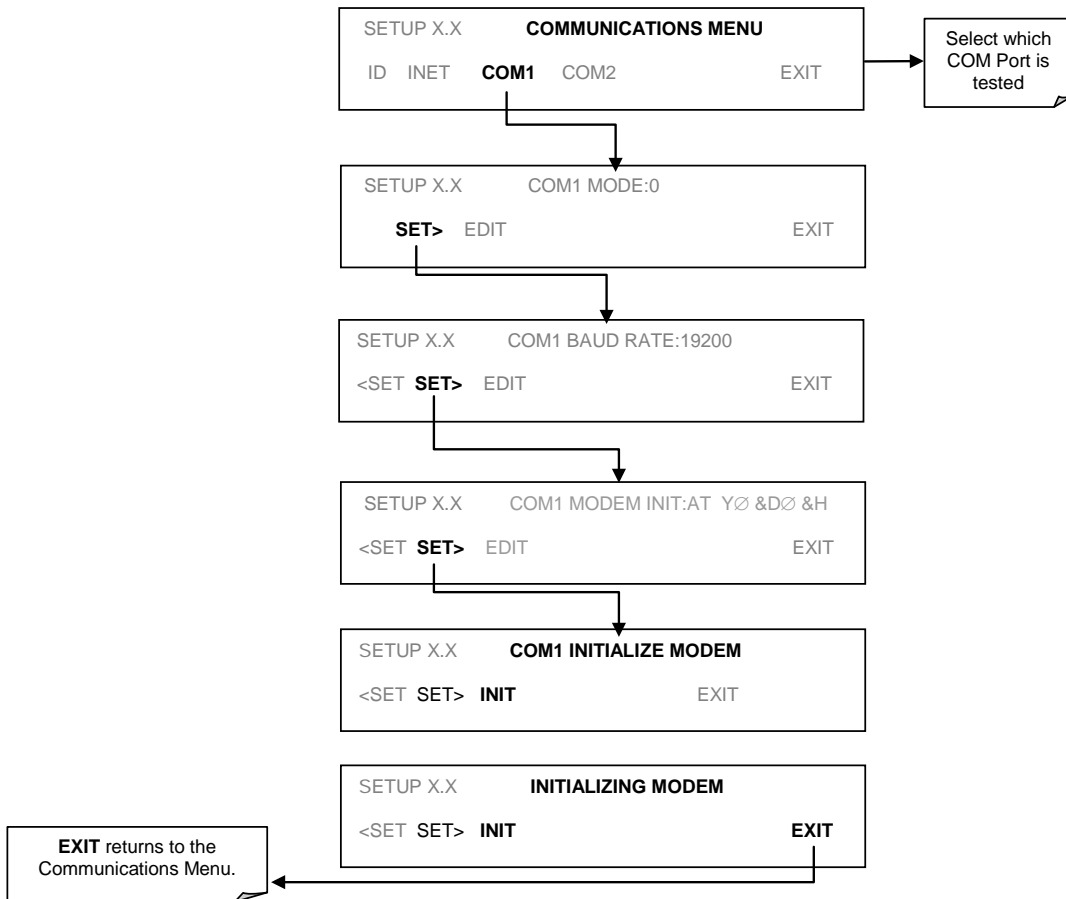 SETUP X.X COMMUNICATIONS MENU
ID INET COM1 COM2 EXIT
Select which
COM Port is
tested
SETUP X.X COM1 MODE:0
SET> EDIT EXIT
SETUP X.X COM1 BAUD RATE:19200
<SET SET> EDIT EXIT
SETUP X.X COM1 MODEM INIT:AT Y∅ &D∅ &H
<SET SET> EDIT EXIT
SETUP X.X COM1 INITIALIZE MODEM
<SET SET> INIT EXIT
SETUP X.X INITIALIZING MODEM
<SET SET> INIT EXIT
EXIT returns to the
Communications Menu.